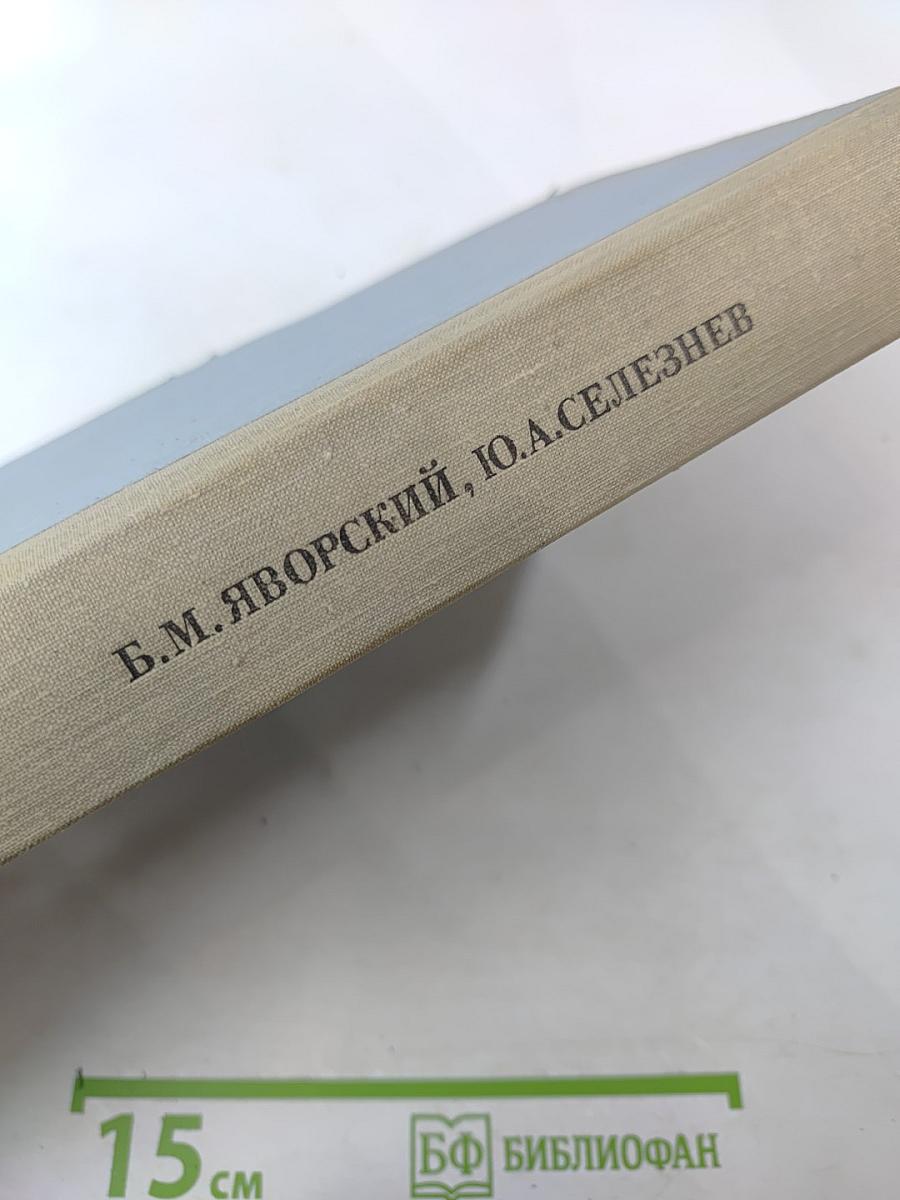 Б.М.ЯВОРСКИЙ, Ю.А.СЕЛЕЗНЕВ
15 см
БФ БИБЛИОФАН